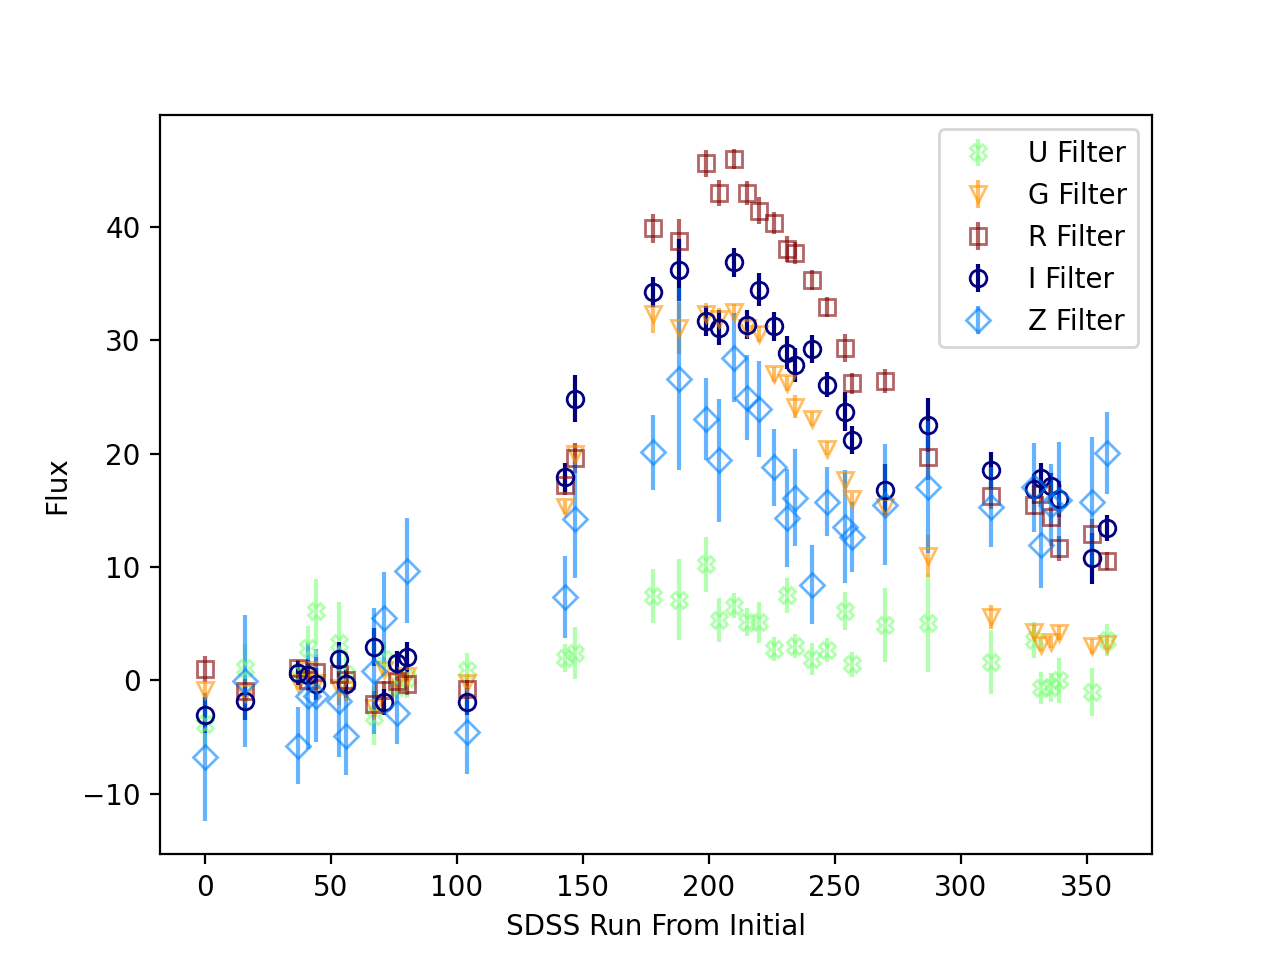 U Filter
G Filter
R Filter
I Filter
Z Filter
40
30
20
10
0
−10
Flux
0 50 100 150 200 250 300 350
SDSS Run From Initial